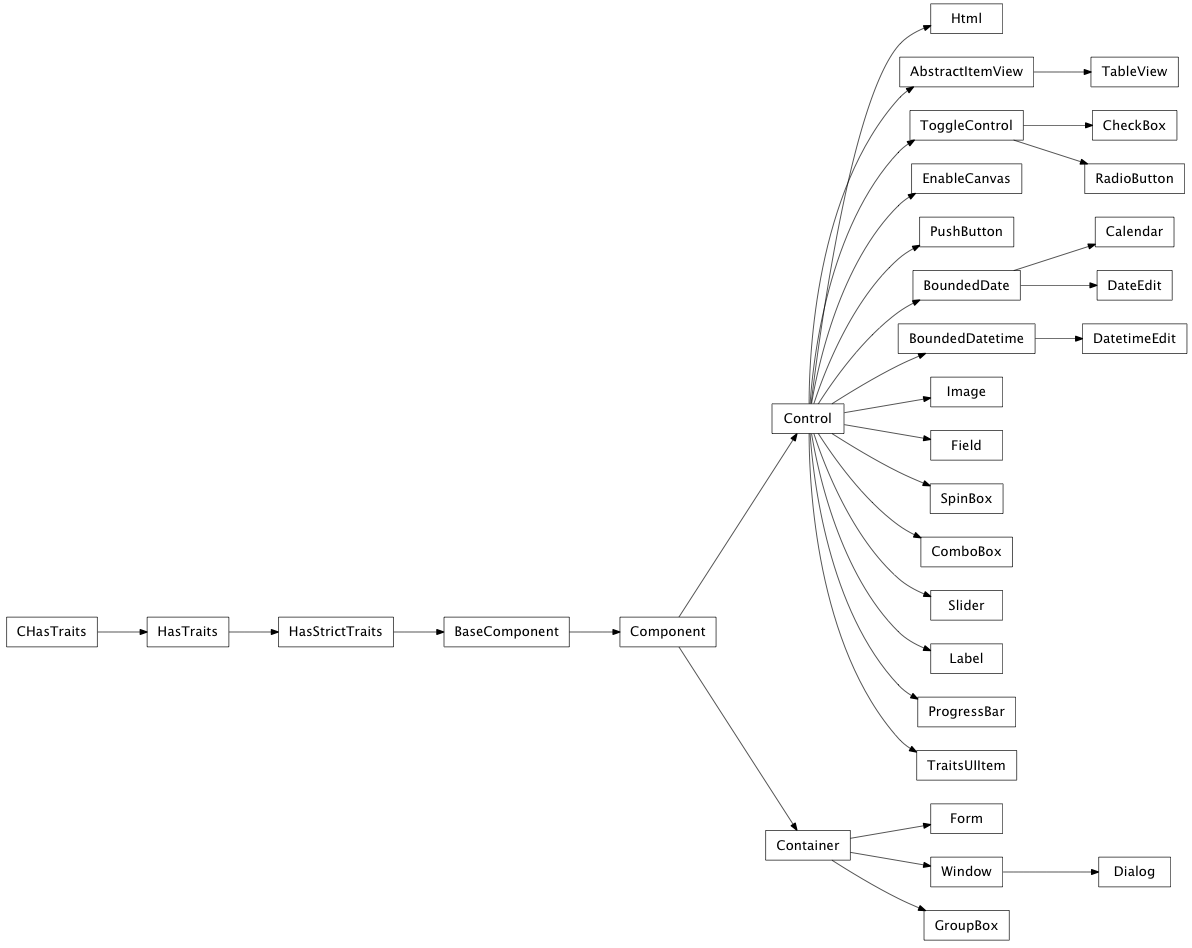 Html
AbstractItemView
TableView
ToggleControl
CheckBox
EnableCanvas
RadioButton
PushButton
Calendar
BoundedDate
DateEdit
BoundedDatetime
DatetimeEdit
Image
Control
Field
SpinBox
ComboBox
Slider
CHasTraits
HasTraits
HasStrictTraits
BaseComponent
Component
Label
ProgressBar
TraitsUIItem
Form
Container
Window
Dialog
GroupBox